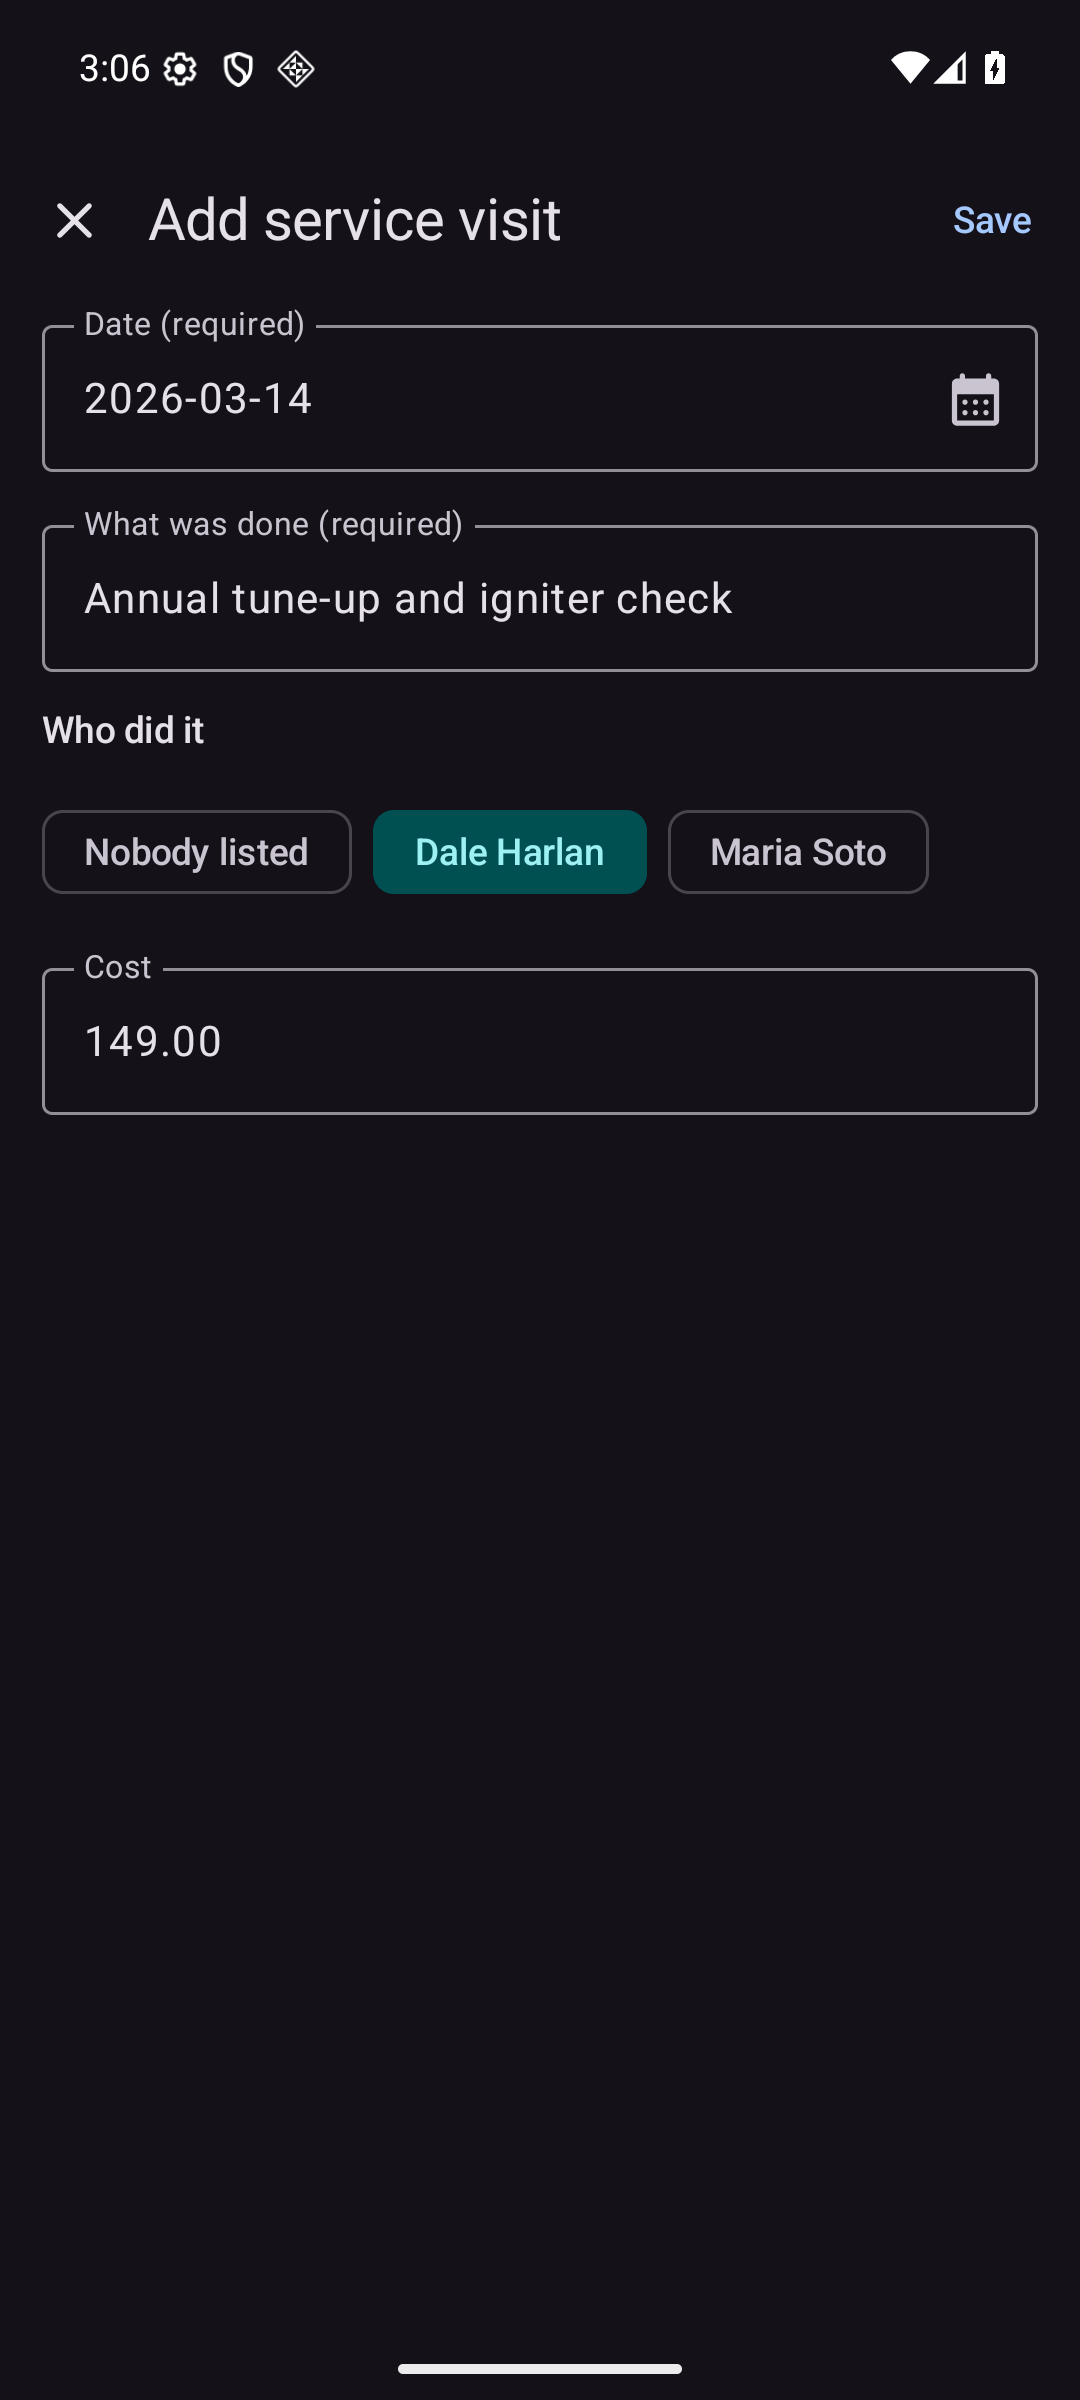 3:06
Add service visit
Save
Date (required)
2026-03-14
What was done (required)
Annual tune-up and igniter check
Who did it
Nobody listed
Dale Harlan
Maria Soto
Cost
149.00